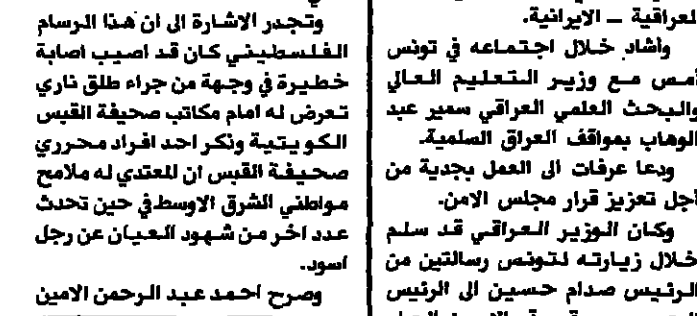 العراقية ــ الايرانية.
وأشاد خلال اجتماعه في تونس
أمس مع وزير التعليم العالي
والبحث العلمي العراقي سمير عبد
الوهاب بمواقف العراق السلمية.
ودعا عرفات الى العمل بجدية من
أجل تعزيز قرار مجلس الامن.
وكان الوزير العراقي قد سلم
خلال زيارته لتونس رسالتين من
الرئيس صدام حسين الى الرئيس
وتجدر الاشارة الى ان هذا الرسام
الفلسطيني كان قد اصيب اصابة
خطيرة في وجهة من جراء طلق ناري
تعرض له امام مكاتب صحيفة القبس
الكويتية ونكر احد افراد محرري
صحيفة القبس ان المعتدي له ملامح
مواطني الشرق الاوسط في حين تحدث
عدد اخر من شهود العيان عن رجل
اسود.
وصرح احمد عبد الرحمن الامين